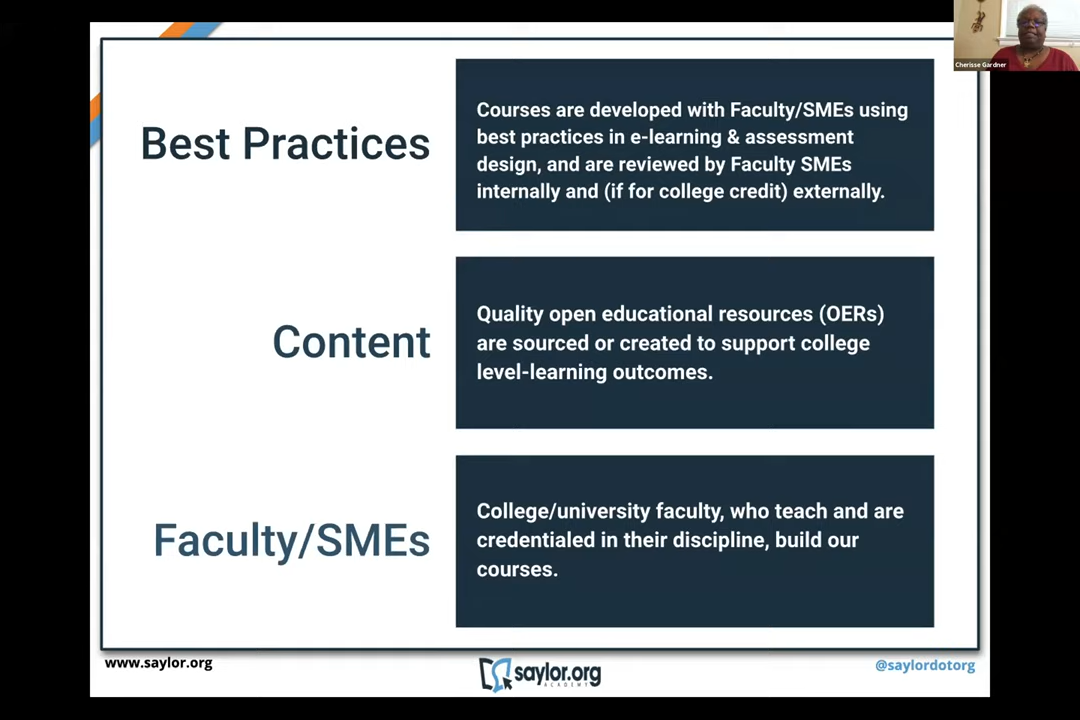 Cherisse Gardner
Best Practices
Courses are developed with Faculty/SMEs using
best practices in e-learning & assessment
design, and are reviewed by Faculty SMEs
internally and (if for college credit) externally.
Content
Quality open educational resources (OERs)
are sourced or created to support college
level-learning outcomes.
Faculty/SMEs
College/university faculty, who teach and are
credentialed in their discipline, build our
courses.
www.saylor.org
saylor.org
ACADEMY
@saylordotorg